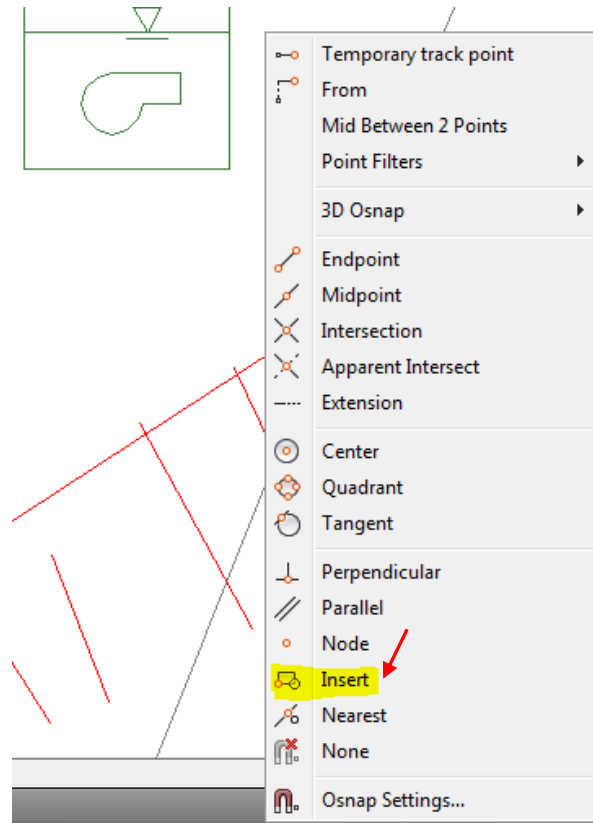 Temporary track point
From
Mid Between 2 Points
Point Filters
3D Osnap
Endpoint
Midpoint
Intersection
Apparent Intersect
Extension
Center
Quadrant
Tangent
Perpendicular
Parallel
Node
Insert
Nearest
None
Osnap Settings...